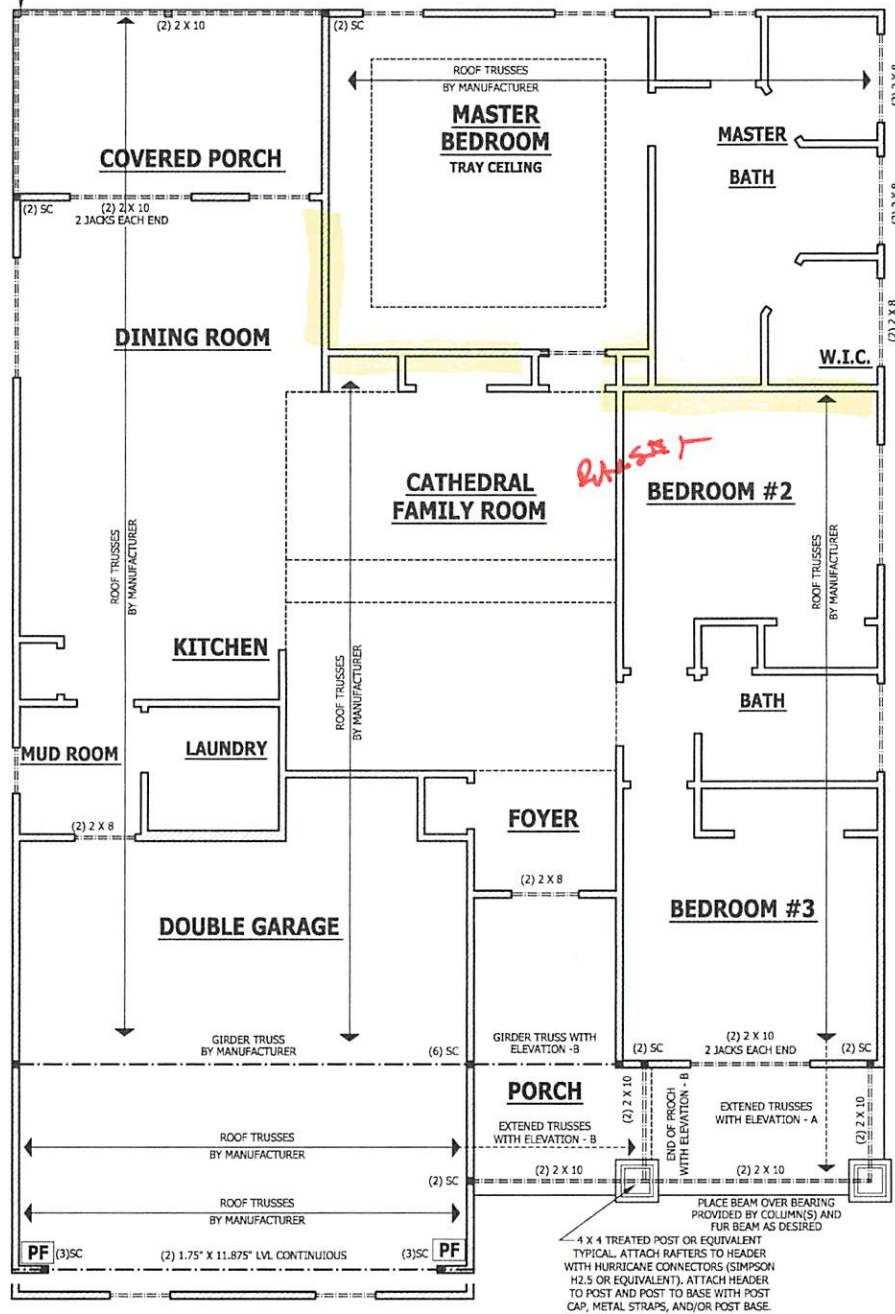 (2) 2 X 10
(2) SC
ROOF TRUSSES
BY MANUFACTURER
MASTER
BEDROOM
TRAY CEILING
COVERED PORCH
MASTER
BATH
(2) 2 X 8
(2) 2 X 8
(2) 2 X 8
(2) SC
(2) 2 X 10
2 JACKS EACH END
DINING ROOM
W.I.C.
CATHEDRAL
FAMILY ROOM
BEDROOM #2
ROOF TRUSSES
BY MANUFACTURER
ROOF TRUSSES
BY MANUFACTURER
ROOF TRUSSES
BY MANUFACTURER
KITCHEN
BATH
MUD ROOM
LAUNDRY
FOYER
(2) 2 X 8
(2) 2 X 8
DOUBLE GARAGE
BEDROOM #3
GIRDER TRUSS
BY MANUFACTURER
(6) SC
GIRDER TRUSS WITH
ELEVATION -B
(2) SC
(2) 2 X 10
2 JACKS EACH END
(2) SC
PORCH
(2) 2 X 10
END OF PROCH
WITH ELEVATION - B
EXTENED TRUSSES
WITH ELEVATION - A
(2) 2 X 10
EXTENED TRUSSES
WITH ELEVATION - B
ROOF TRUSSES
BY MANUFACTURER
(2) SC
(2) 2 X 10
(2) 2 X 10
ROOF TRUSSES
BY MANUFACTURER
PLACE BEAM OVER BEARING
PROVIDED BY COLUMN(S) AND
FUR BEAM AS DESIRED
PF
(3)SC
(2) 1.75" X 11.875" LVL CONTINUIOUS
(3)SC
PF
4 X 4 TREATED POST OR EQUIVALENT
TYPICAL. ATTACH RAFTERS TO HEADER
WITH HURRICANE CONNECTORS (SIMPSON
H2.5 OR EQUIVALENT). ATTACH HEADER
TO POST AND POST TO BASE WITH POST
CAP, METAL STRAPS, AND/OR POST BASE.